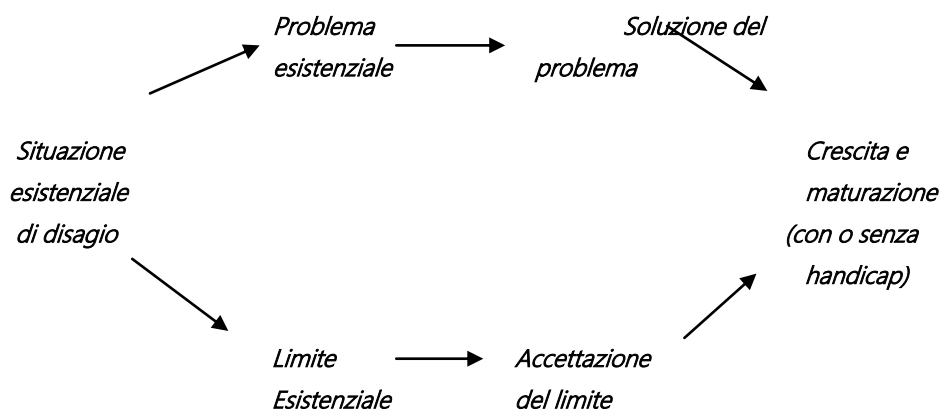 Problema
esistenziale
Soluzione del
problema
Situazione
esistenziale
di disagio
Crescita e
maturazione
(con o senza
handicap)
Limite
Esistenziale
Accettazione
del limite